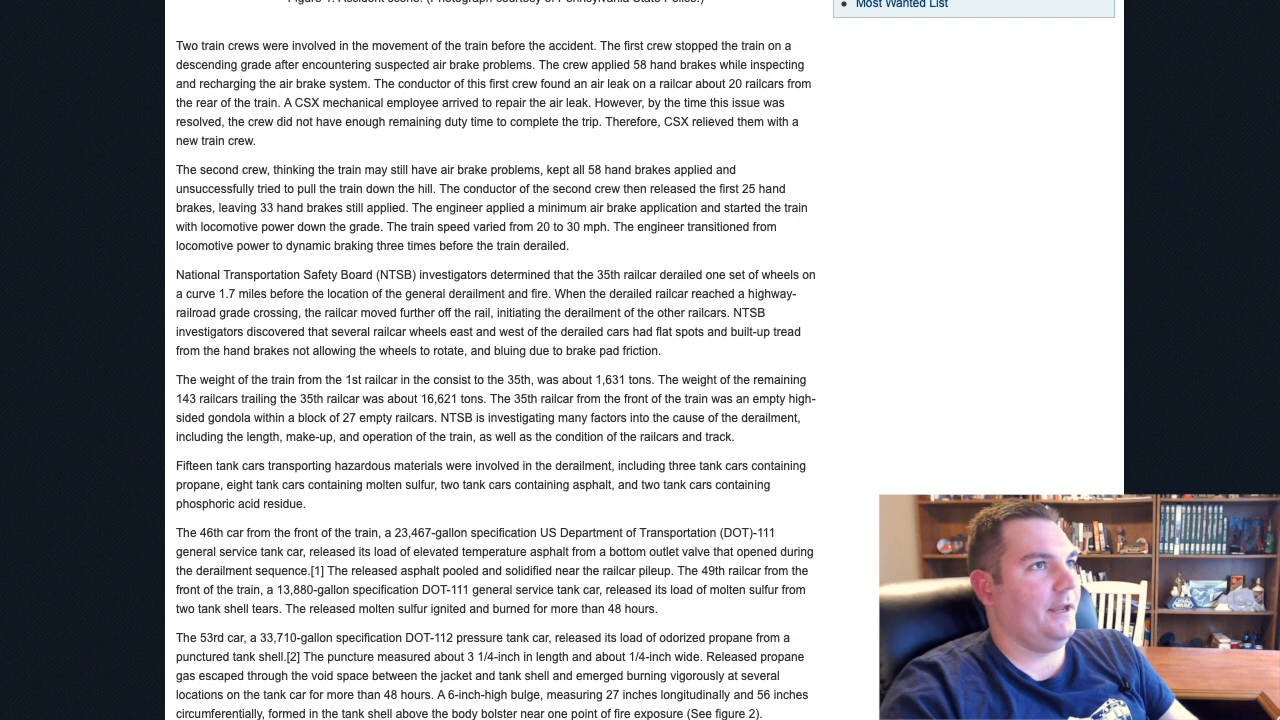 Figure 1. Accident scene. (Photograph courtesy of Pennsylvania State Police.)
Most Wanted List
Two train crews were involved in the movement of the train before the accident. The first crew stopped the train on a
descending grade after encountering suspected air brake problems. The crew applied 58 hand brakes while inspecting
and recharging the air brake system. The conductor of this first crew found an air leak on a railcar about 20 railcars from
the rear of the train. A CSX mechanical employee arrived to repair the air leak. However, by the time this issue was
resolved, the crew did not have enough remaining duty time to complete the trip. Therefore, CSX relieved them with a
new train crew.
The second crew, thinking the train may still have air brake problems, kept all 58 hand brakes applied and
unsuccessfully tried to pull the train down the hill. The conductor of the second crew then released the first 25 hand
brakes, leaving 33 hand brakes still applied. The engineer applied a minimum air brake application and started the train
with locomotive power down the grade. The train speed varied from 20 to 30 mph. The engineer transitioned from
locomotive power to dynamic braking three times before the train derailed.
National Transportation Safety Board (NTSB) investigators determined that the 35th railcar derailed one set of wheels on
a curve 1.7 miles before the location of the general derailment and fire. When the derailed railcar reached a highway-
railroad grade crossing, the railcar moved further off the rail, initiating the derailment of the other railcars. NTSB
investigators discovered that several railcar wheels east and west of the derailed cars had flat spots and built-up tread
from the hand brakes not allowing the wheels to rotate, and bluing due to brake pad friction.
The weight of the train from the 1st railcar in the consist to the 35th, was about 1,631 tons. The weight of the remaining
143 railcars trailing the 35th railcar was about 16,621 tons. The 35th railcar from the front of the train was an empty high-
sided gondola within a block of 27 empty railcars. NTSB is investigating many factors into the cause of the derailment,
including the length, make-up, and operation of the train, as well as the condition of the railcars and track.
Fifteen tank cars transporting hazardous materials were involved in the derailment, including three tank cars containing
propane, eight tank cars containing molten sulfur, two tank cars containing asphalt, and two tank cars containing
phosphoric acid residue.
The 46th car from the front of the train, a 23,467-gallon specification US Department of Transportation (DOT)-111
general service tank car, released its load of elevated temperature asphalt from a bottom outlet valve that opened during
the derailment sequence.[1] The released asphalt pooled and solidified near the railcar pileup. The 49th railcar from the
front of the train, a 13,880-gallon specification DOT-111 general service tank car, released its load of molten sulfur from
two tank shell tears. The released molten sulfur ignited and burned for more than 48 hours.
The 53rd car, a 33,710-gallon specification DOT-112 pressure tank car, released its load of odorized propane from a
punctured tank shell.[2] The puncture measured about 3 1/4-inch in length and about 1/4-inch wide. Released propane
gas escaped through the void space between the jacket and tank shell and emerged burning vigorously at several
locations on the tank car for more than 48 hours. A 6-inch-high bulge, measuring 27 inches longitudinally and 56 inches
circumferentially, formed in the tank shell above the body bolster near one point of fire exposure (See figure 2).